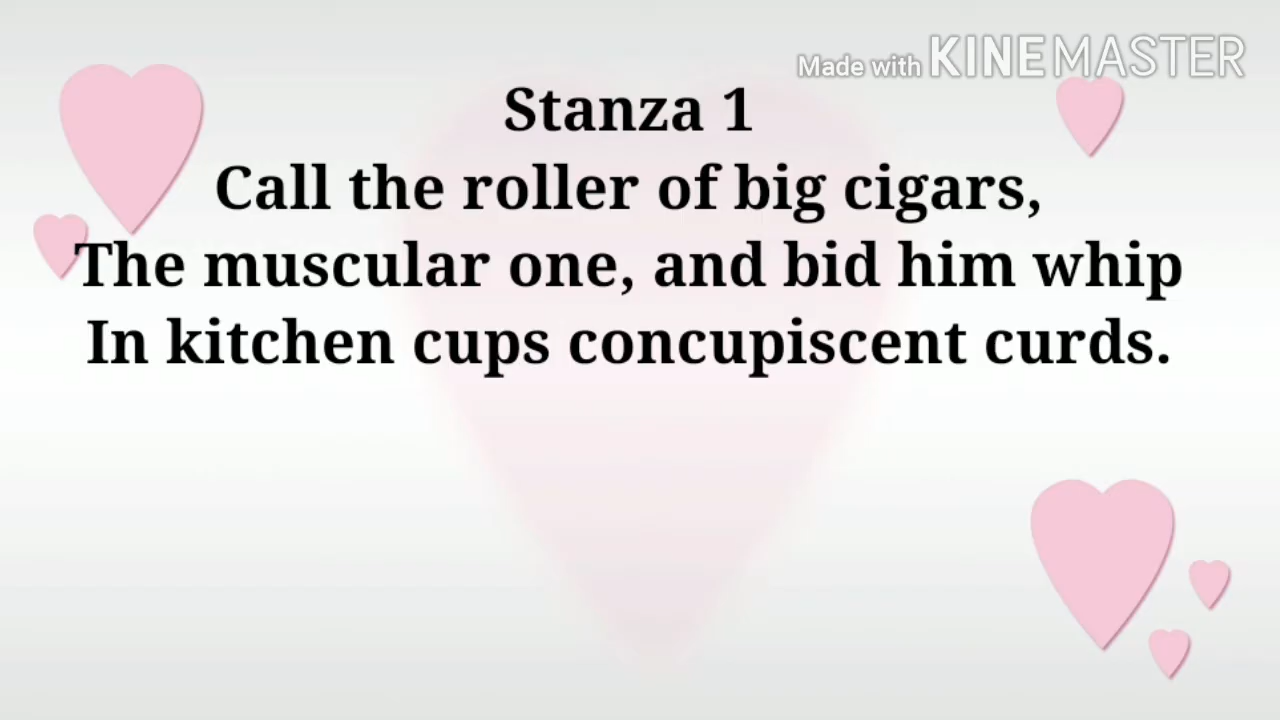 Made with KINEMASTER
Stanza 1
Call the roller of big cigars,
The muscular one, and bid him whip
In kitchen cups concupiscent curds.